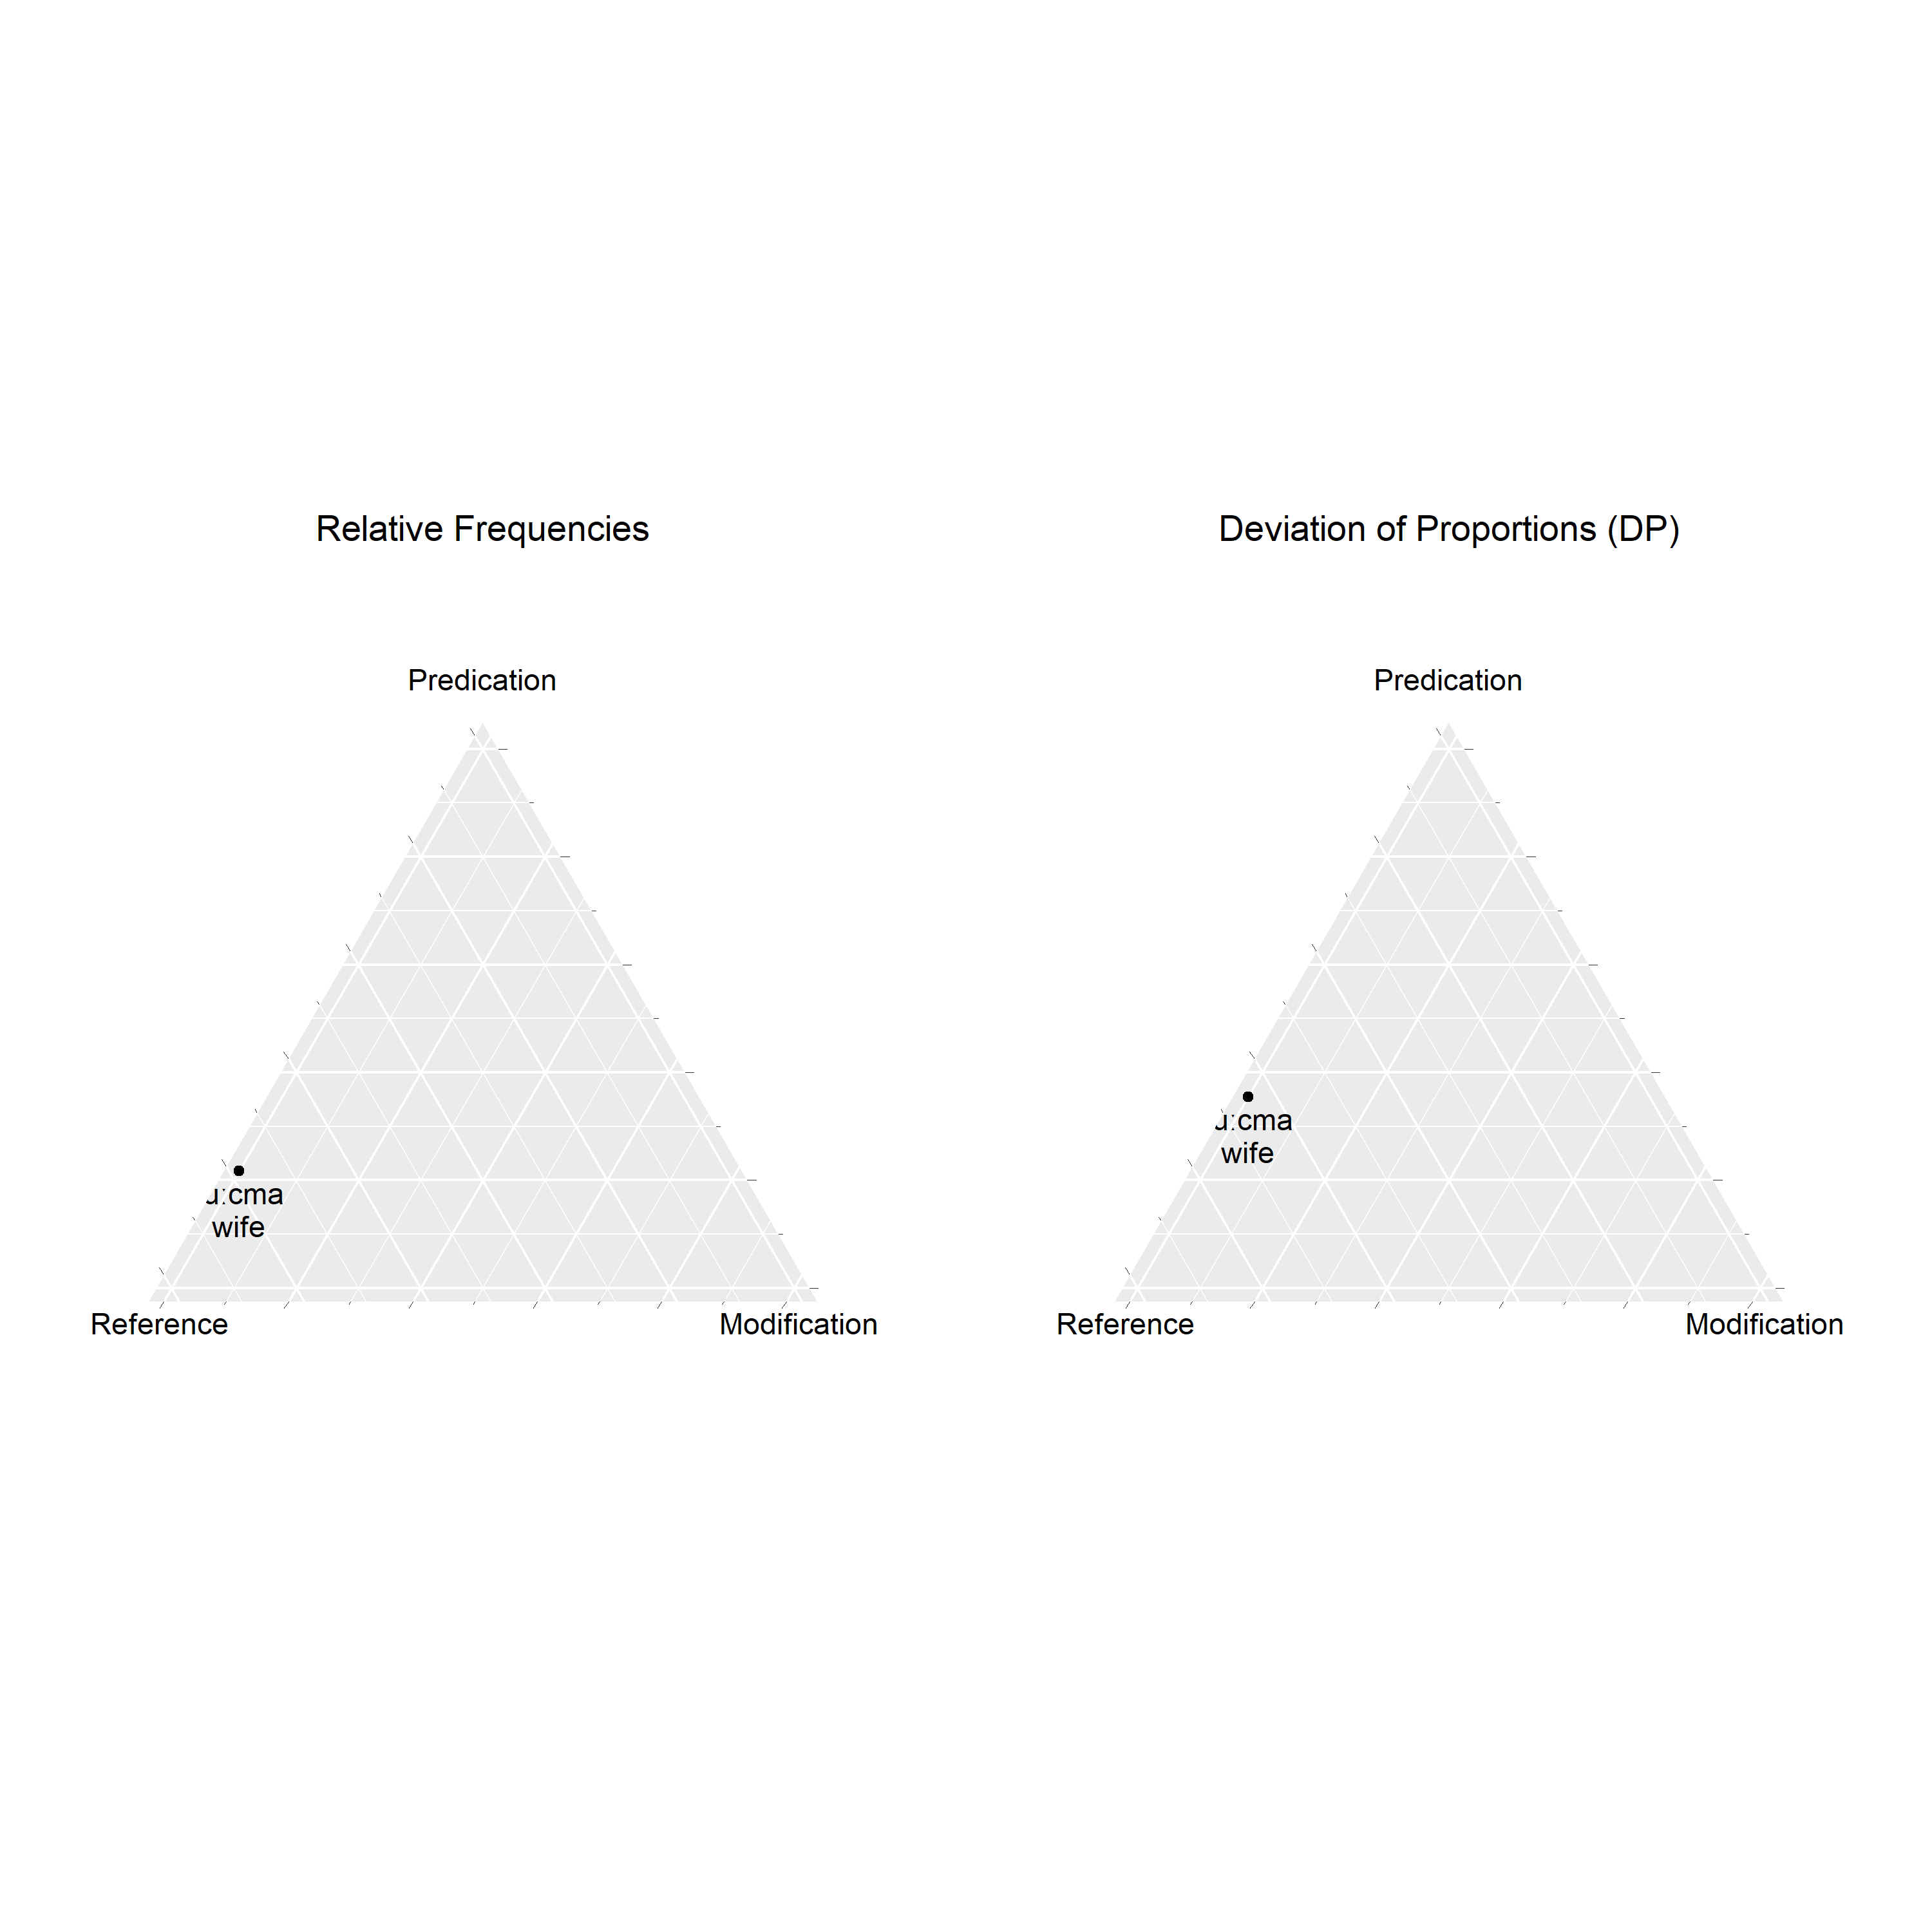 Relative Frequencies
Deviation of Proportions (DP)
Predication
Predication
wife
wife
Reference
Modification
Reference
Modification